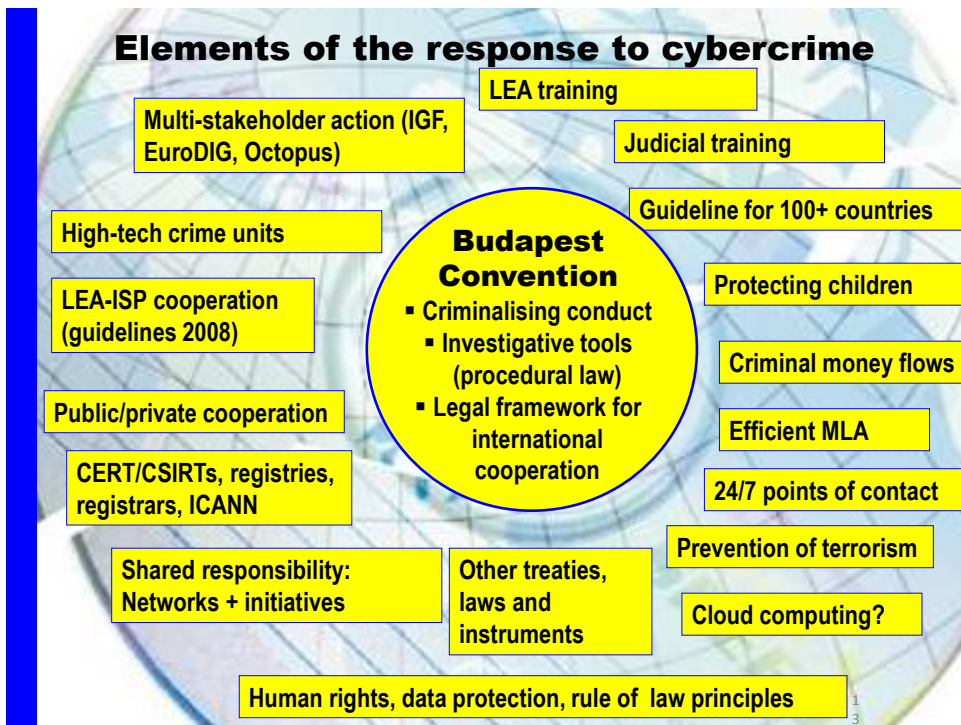 Elements of the response to cybercrime
LEA training
Multi-stakeholder action (IGF,
EuroDIG, Octopus)
Judicial training
Guideline for 100+ countries
High-tech crime units
Budapest
Convention
▪ Criminalising conduct
▪ Investigative tools
(procedural law)
▪ Legal framework for
international
cooperation
Protecting children
LEA-ISP cooperation
(guidelines 2008)
Criminal money flows
Public/private cooperation
Efficient MLA
CERT/CSIRTs, registries,
registrars, ICANN
24/7 points of contact
Prevention of terrorism
Shared responsibility:
Networks + initiatives
Other treaties,
laws and
instruments
Cloud computing?
Human rights, data protection, rule of law principles
1
3